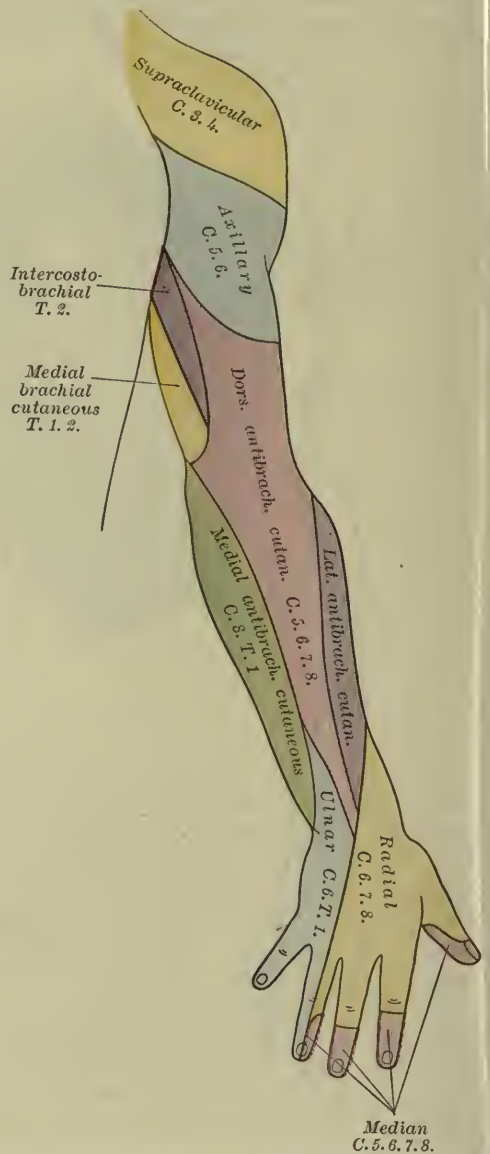 Supraclavicular
C. 3. 4.
Axillary
C. 5. 6.
Intercosto-
brachial
T. 2.
Medial
brachial
cutaneous
T. 1. 2.
Dors. antibrach. cutan. C. 5. 6. 7. 8.
Lat. antibrach. cutan.
Medial antibrach. cutaneous
C. 8. T. 1
Ulnar C. 6. T. 1.
Radial
C. 6. 7. 8.
Median
C. 5. 6. 7. 8.